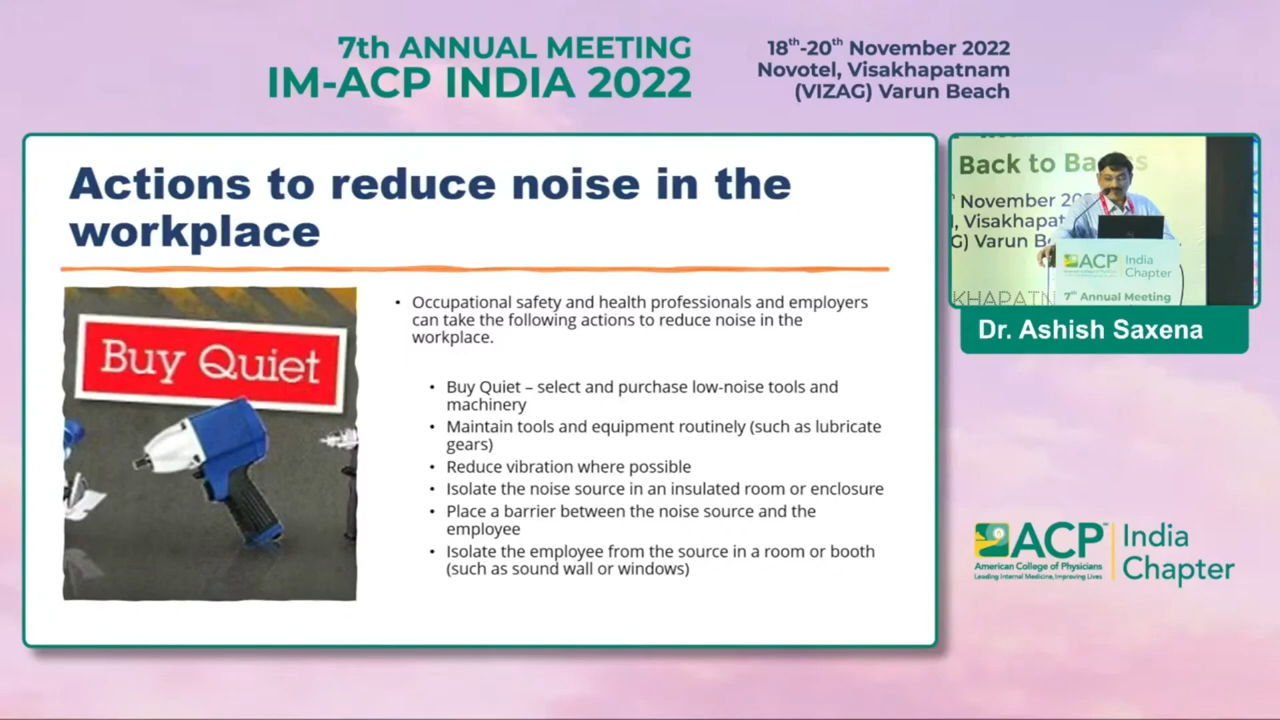 7th ANNUAL MEETING
IM-ACP INDIA 2022
18th-20th November 2022
Novotel, Visakhapatnam
(VIZAG) Varun Beach
Actions to reduce noise in the
workplace
Buy Quiet
• Occupational safety and health professionals and employers
can take the following actions to reduce noise in the
workplace.
• Buy Quiet – select and purchase low-noise tools and
machinery
• Maintain tools and equipment routinely (such as lubricate
gears)
• Reduce vibration where possible
• Isolate the noise source in an insulated room or enclosure
• Place a barrier between the noise source and the
employee
• Isolate the employee from the source in a room or booth
(such as sound wall or windows)
Back to
November
Varun
ACP India
Chapter
7th Annual Meeting
Dr. Ashish Saxena
ACP India
American College of Physicians Chapter
Leading Internal Medicine, Improving Lives